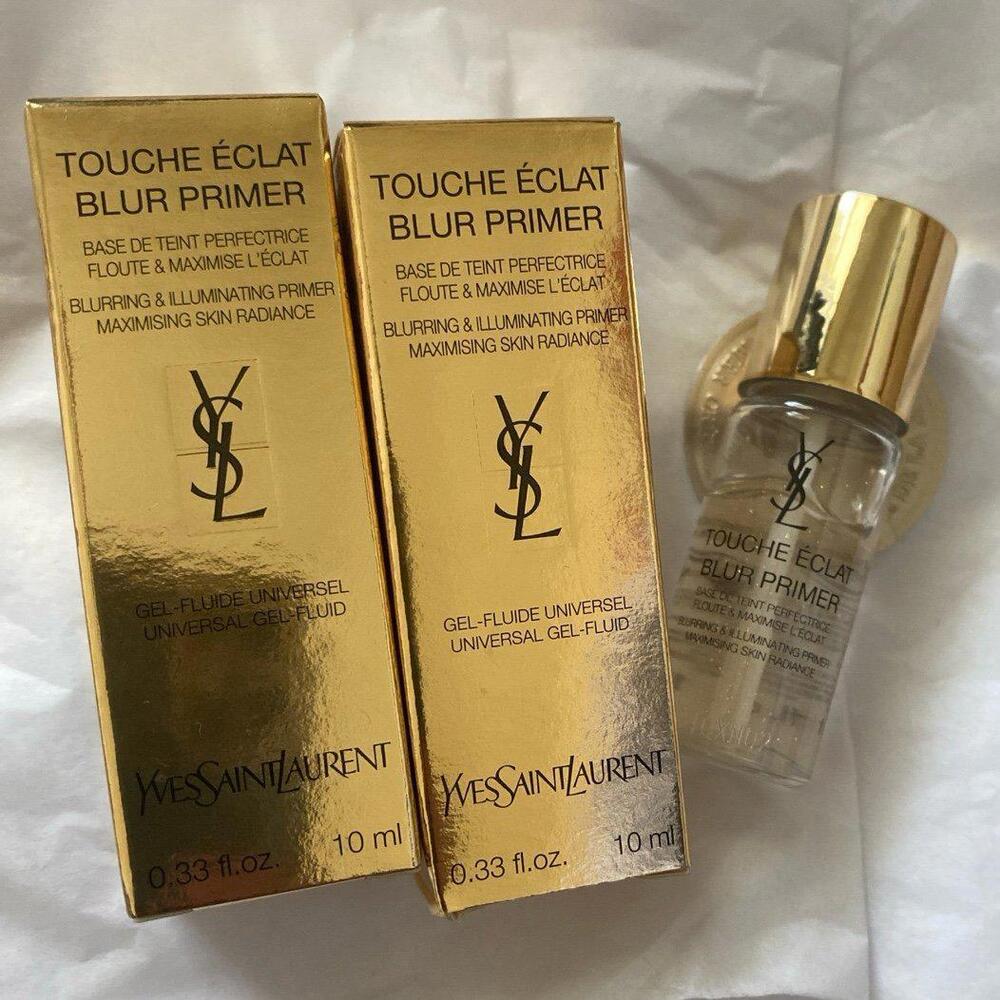 TOUCHE ÉCLAT
BLUR PRIMER
BASE DE TEINT PERFECTRICE
FLOUTE & MAXIMISE L'ÉCLAT
BLURRING & ILLUMINATING PRIMER
MAXIMISING SKIN RADIANCE
YSL
GEL-FLUIDE UNIVERSEL
UNIVERSAL GEL-FLUID
YVESSAINTLAURENT
0.33 fl.oz. 10 ml
TOUCHE ÉCLAT
BLUR PRIMER
BASE DE TEINT PERFECTRICE
FLOUTE & MAXIMISE L'ÉCLAT
BLURRING & ILLUMINATING PRIMER
MAXIMISING SKIN RADIANCE
YSL
GEL-FLUIDE UNIVERSEL
UNIVERSAL GEL-FLUID
YVESSAINTLAURENT
0.33 fl.oz. 10 ml
YSL
TOUCHE ÉCLAT
BLUR PRIMER
BASE DE TEINT PERFECTRICE
FLOUTE & MAXIMISE L'ÉCLAT
BLURRING & ILLUMINATING PRIMER
MAXIMISING SKIN RADIANCE